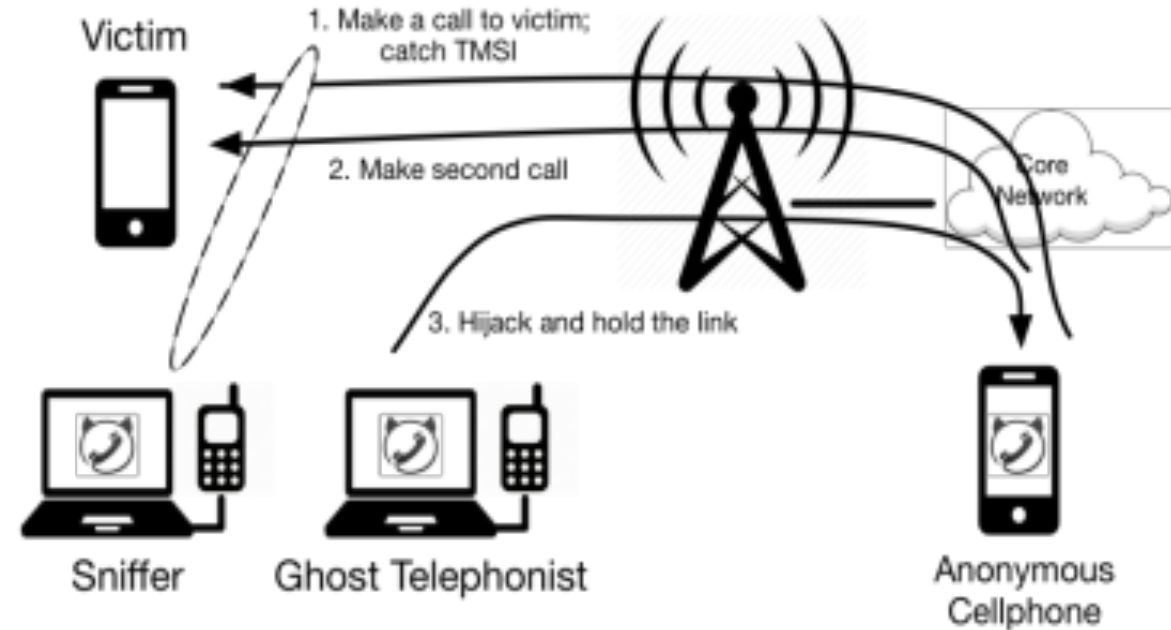 Victim
1. Make a call to victim;
catch TMSI
2. Make second call
Core
Network
3. Hijack and hold the link
Sniffer
Ghost Telephonist
Anonymous
Cellphone